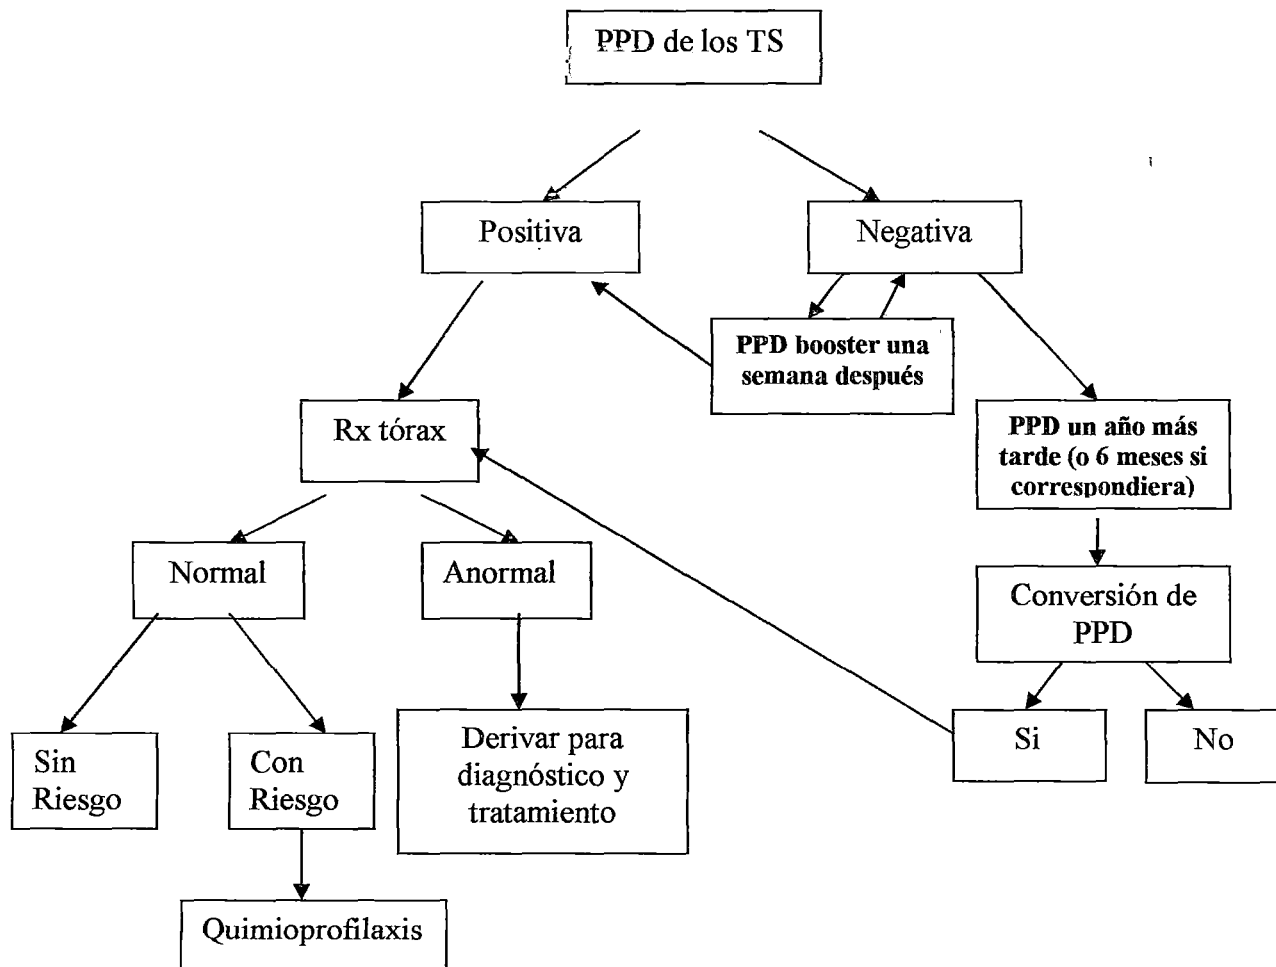 PPD de los TS
Positiva
Negativa
PPD booster una
semana después
Rx tórax
PPD un año más
tarde (o 6 meses si
correspondiera)
Normal
Anormal
Conversión de
PPD
Sin
Riesgo
Con
Riesgo
Derivar para
diagnóstico y
tratamiento
Si
No
Quimioprofilaxis